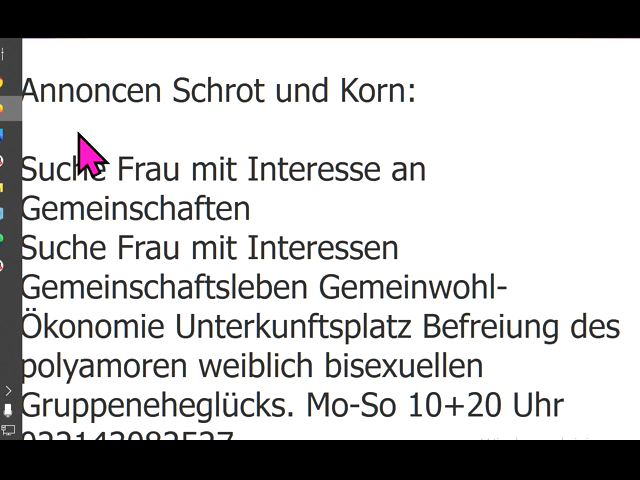 Annoncen Schrot und Korn:
Suche Frau mit Interesse an
Gemeinschaften
Suche Frau mit Interessen
Gemeinschaftsleben Gemeinwohl-
Ökonomie Unterkunftsplatz Befreiung des
polyamoren weiblich bisexuellen
Gruppeneheglücks. Mo-So 10+20 Uhr